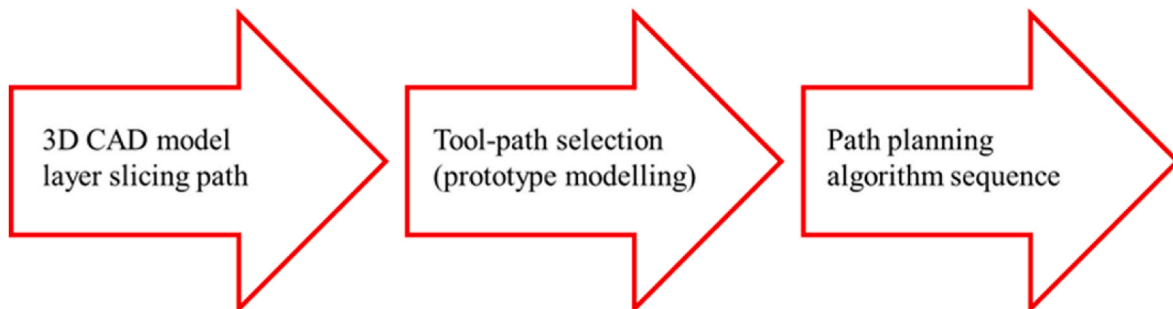 3D CAD model
layer slicing path
Tool-path selection
(prototype modelling)
Path planning
algorithm sequence